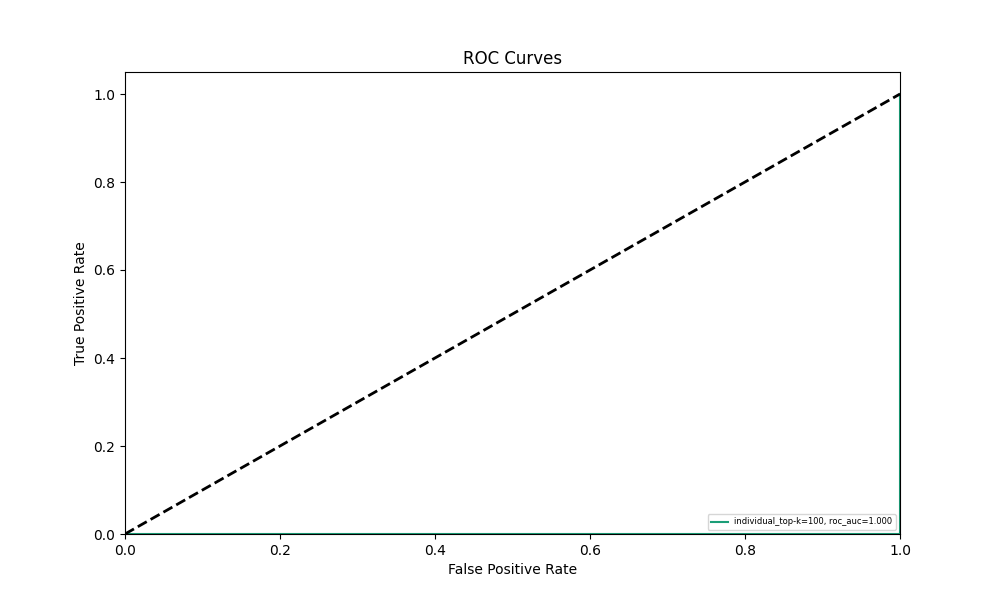 ROC Curves
True Positive Rate
1.0
0.8
0.6
0.4
0.2
0.0
individual_top-k=100, roc_auc=1.000
0.0 0.2 0.4 0.6 0.8 1.0
False Positive Rate